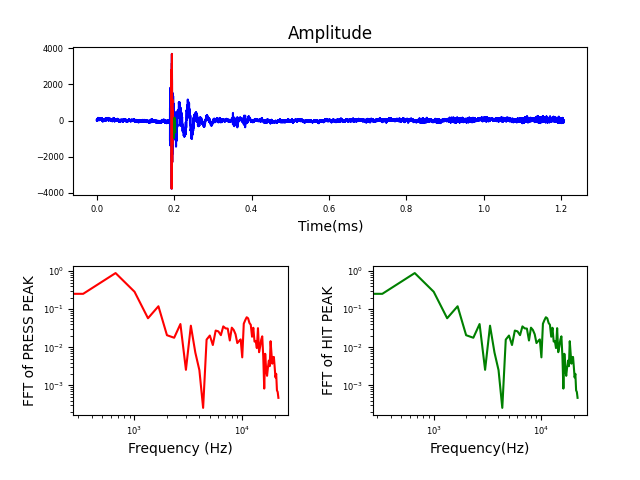 Amplitude
4000
2000
0
−2000
−4000
0.0 0.2 0.4 0.6 0.8 1.0 1.2
Time(ms)
FFT of PRESS PEAK
10⁰
10⁻¹
10⁻²
10⁻³
10³ 10⁴
Frequency (Hz)
FFT of HIT PEAK
10⁰
10⁻¹
10⁻²
10⁻³
10³ 10⁴
Frequency(Hz)